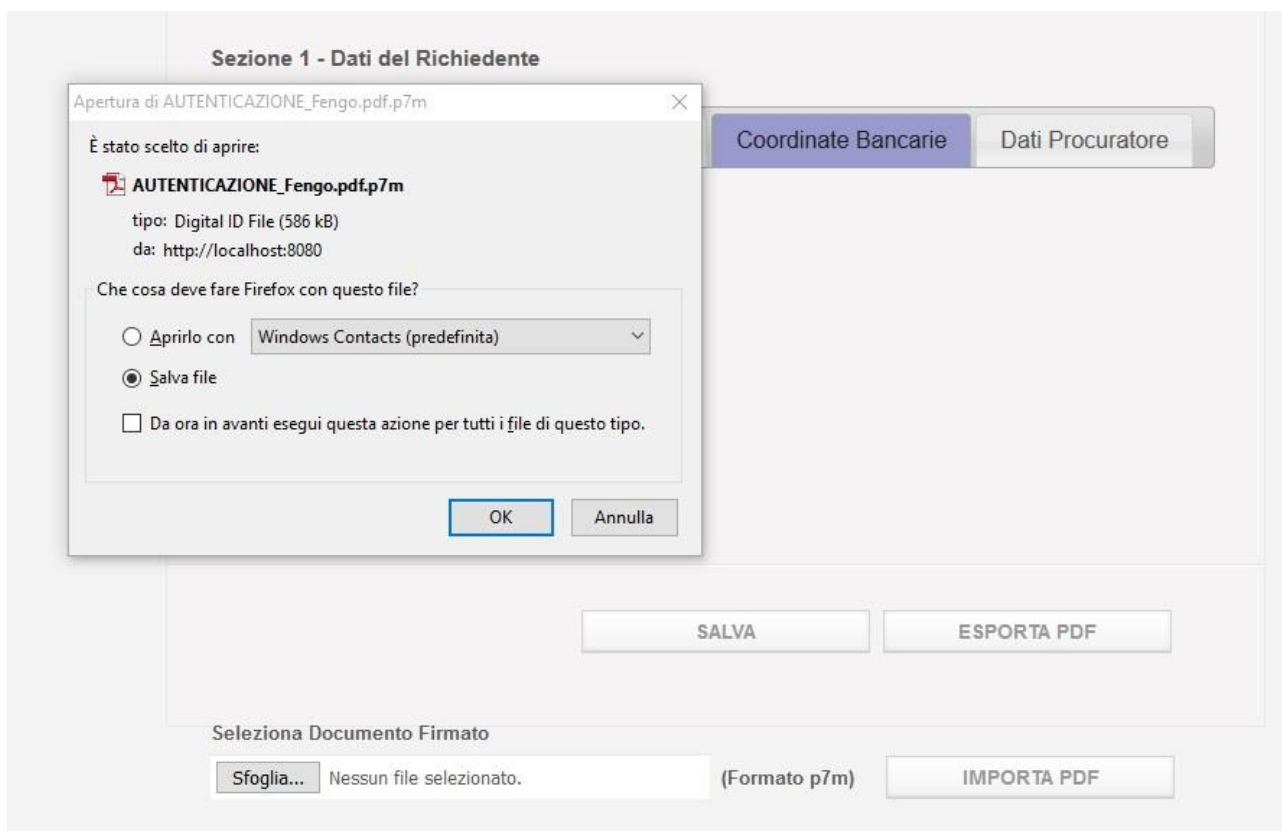 Sezione 1 - Dati del Richiedente
Apertura di AUTENTICAZIONE_Fengo.pdf.p7m
È stato scelto di aprire:
AUTENTICAZIONE_Fengo.pdf.p7m
tipo: Digital ID File (586 kB)
da: http://localhost:8080
Che cosa deve fare Firefox con questo file?
Aprirlo con Windows Contacts (predefinita)
Salva file
Da ora in avanti esegui questa azione per tutti i file di questo tipo.
OK Annulla
Coordinate Bancarie Dati Procuratore
SALVA ESPORTA PDF
Seleziona Documento Firmato
Sfoglia... Nessun file selezionato. (Formato p7m) IMPORTA PDF